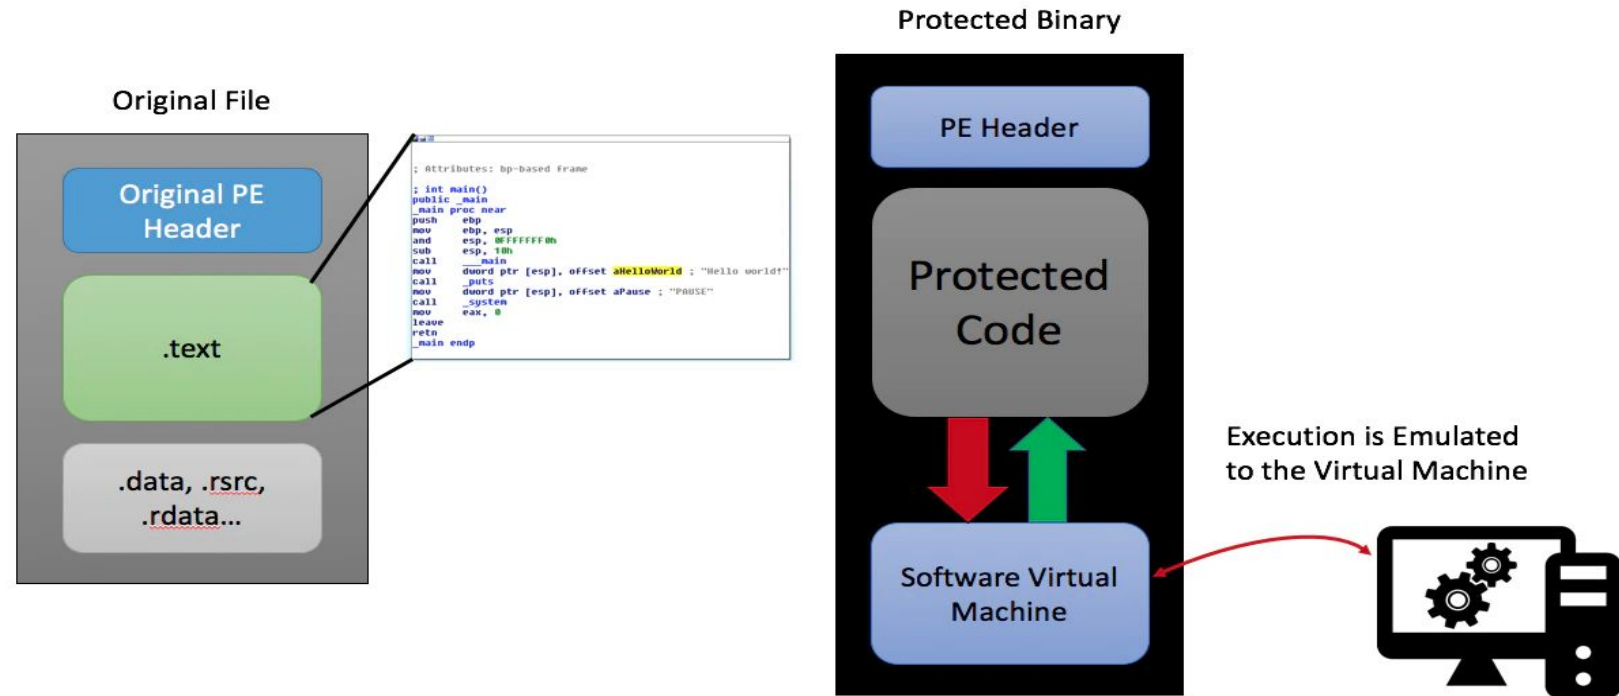 Original File
Original PE
Header
.text
.data, .rsrc,
.rdata...
; Attributes: bp-based frame
; int main()
public _main
_main proc near
push ebp
mov ebp, esp
and esp, 0FFFFFFF0h
sub esp, 10h
call ___main
mov dword ptr [esp], offset aHelloWorld ; "Hello world!"
call _puts
mov dword ptr [esp], offset aPause ; "PAUSE"
call _system
mov eax, 0
leave
retn
_main endp
Protected Binary
PE Header
Protected
Code
Software Virtual
Machine
Execution is Emulated
to the Virtual Machine